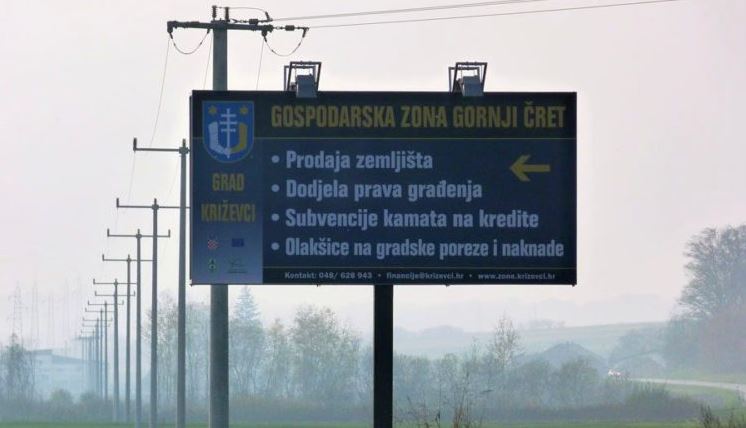 GOSPODARSKA ZONA GORNJI ČRET
GRAD
KRIŽEVCI
• Prodaja zemljišta
• Dodjela prava građenja
• Subvencije kamata na kredite
• Olakšice na gradske poreze i naknade
Kontakt: 048/ 628 943 • financije@krizevci.hr • www.zona.krizevci.hr